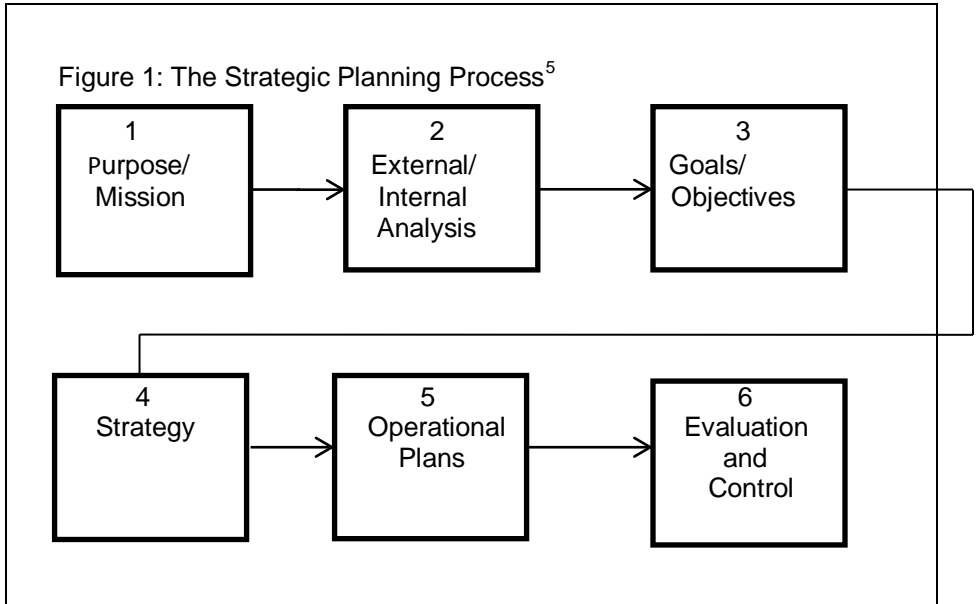 Figure 1: The Strategic Planning Process⁵
1
Purpose/
Mission
2
External/
Internal
Analysis
3
Goals/
Objectives
4
Strategy
5
Operational
Plans
6
Evaluation
and
Control